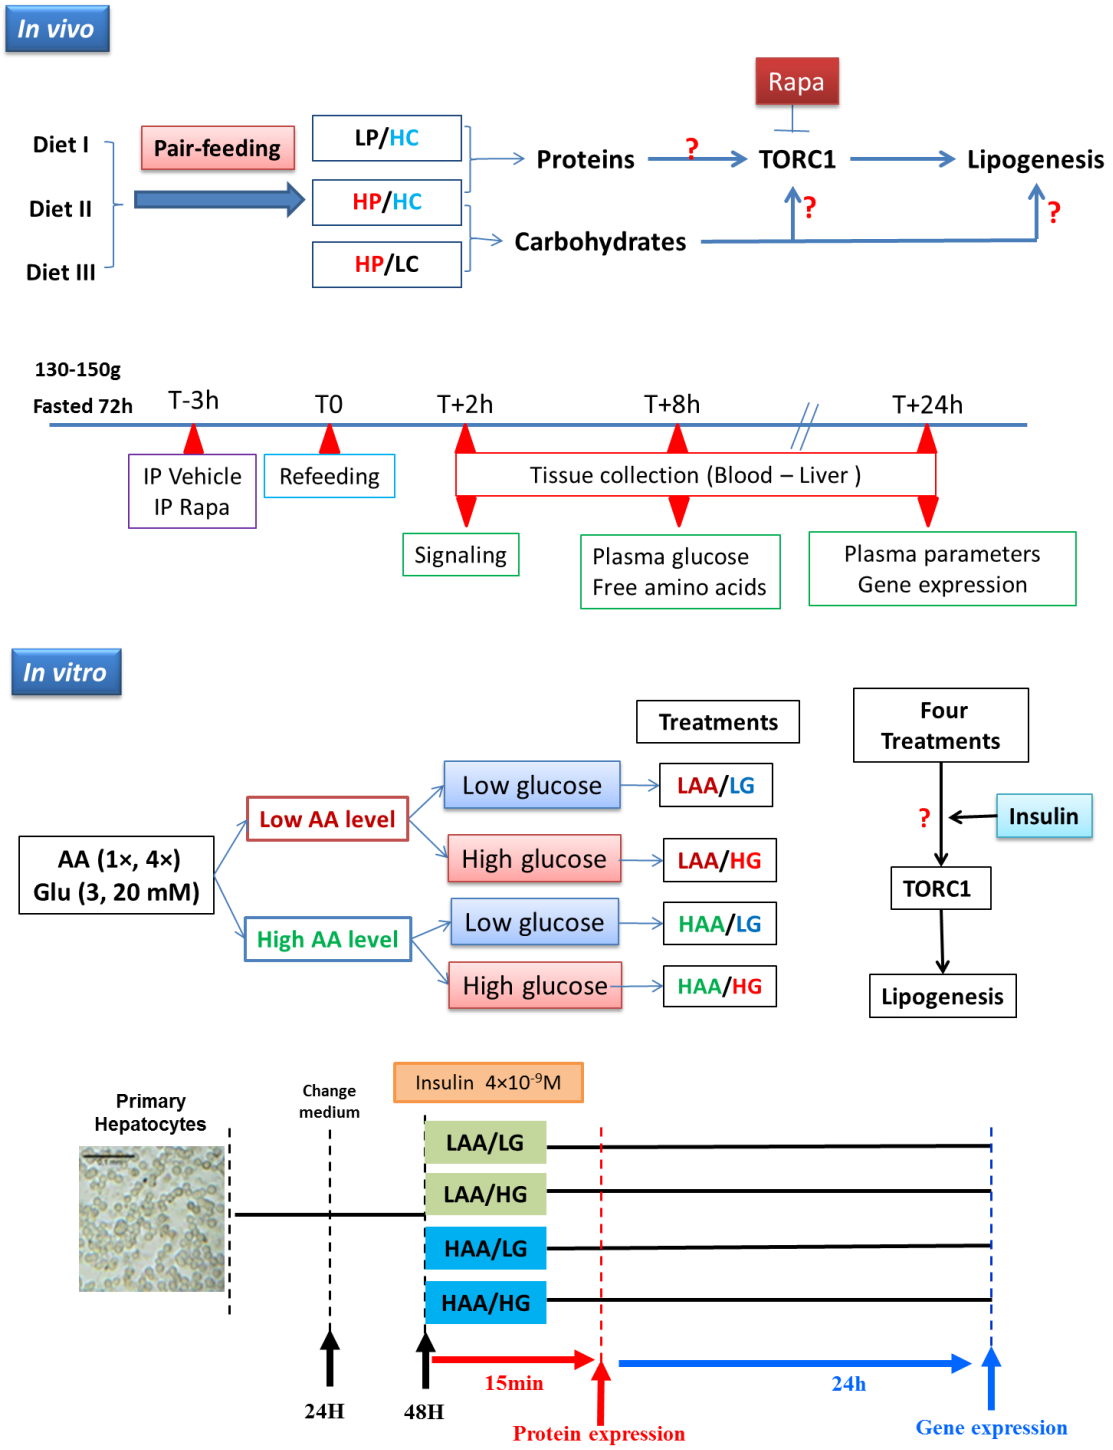 In vivo
Rapa
Diet I
Pair-feeding
LP/HC
Proteins
?
TORC1
Lipogenesis
Diet II
HP/HC
?
?
Carbohydrates
Diet III
HP/LC
130-150g
Fasted 72h
T-3h
T0
T+2h
T+8h
T+24h
IP Vehicle
IP Rapa
Refeeding
Tissue collection (Blood – Liver )
Signaling
Plasma glucose
Free amino acids
Plasma parameters
Gene expression
In vitro
Treatments
Four
Treatments
Low glucose
LAA/LG
Low AA level
?
Insulin
High glucose
LAA/HG
AA (1×, 4×)
Glu (3, 20 mM)
TORC1
Low glucose
HAA/LG
High AA level
High glucose
HAA/HG
Lipogenesis
Insulin 4×10-9M
Change
medium
Primary
Hepatocytes
LAA/LG
LAA/HG
HAA/LG
HAA/HG
24H
48H
15min
24h
Protein expression
Gene expression